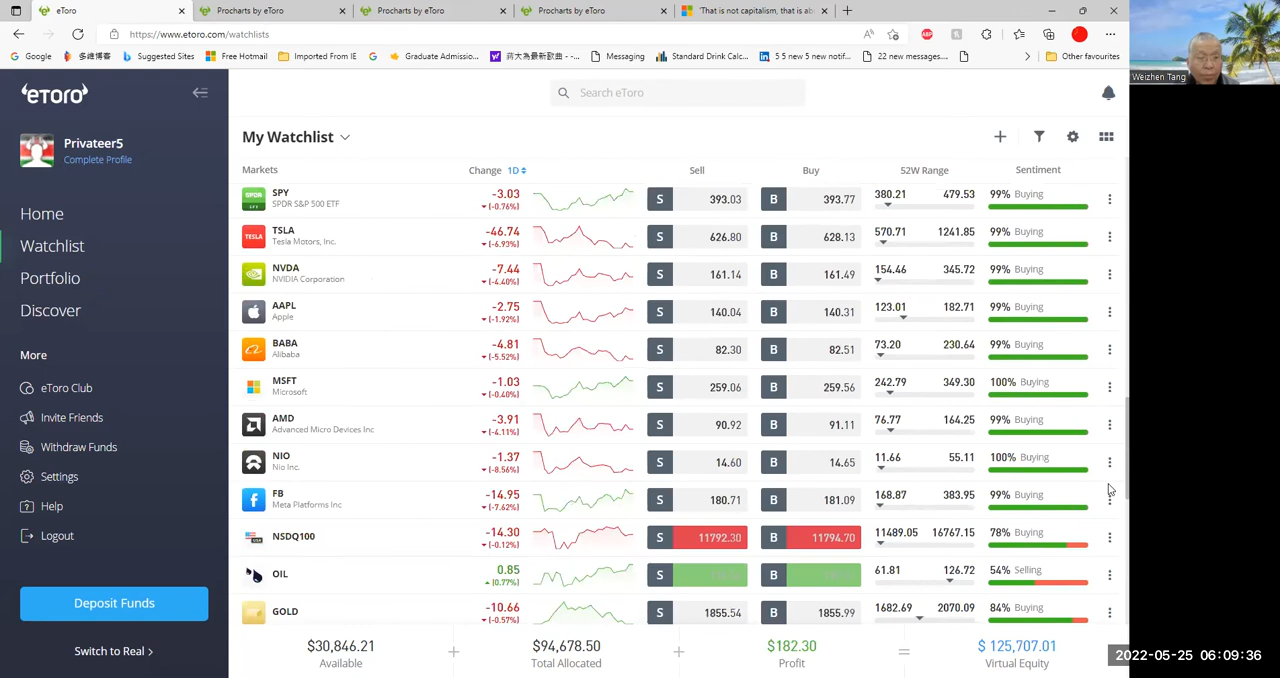 eToro
Procharts by eToro
Procharts by eToro
Procharts by eToro
'That is not capitalism, that is ab
https://www.etoro.com/watchlists
ABP
Google
多維博客
Suggested Sites
Free Hotmail
Imported From IE
Graduate Admissio...
蔣大為最新歌曲 - -...
Messaging
Standard Drink Calc...
5 5 new 5 new notif...
22 new messages....
Other favourites
Weizhen Tang
eToro
Search eToro
Privateer5
Complete Profile
Home
Watchlist
Portfolio
Discover
More
eToro Club
Invite Friends
Withdraw Funds
Settings
Help
Logout
Deposit Funds
Switch to Real
My Watchlist
Markets Change 1D Sell Buy 52W Range Sentiment
SPY -3.03 S 393.03 B 393.77 380.21 479.53 99% Buying
SPDR S&P 500 ETF (-0.76%)
TSLA -46.74 S 626.80 B 628.13 570.71 1241.85 99% Buying
Tesla Motors, Inc. (-6.93%)
NVDA -7.44 S 161.14 B 161.49 154.46 345.72 99% Buying
NVIDIA Corporation (-4.40%)
AAPL -2.75 S 140.04 B 140.31 123.01 182.71 99% Buying
Apple (-1.92%)
BABA -4.81 S 82.30 B 82.51 73.20 230.64 99% Buying
Alibaba (-5.52%)
MSFT -1.03 S 259.06 B 259.56 242.79 349.30 100% Buying
Microsoft (-0.40%)
AMD -3.91 S 90.92 B 91.11 76.77 164.25 99% Buying
Advanced Micro Devices Inc (-4.11%)
NIO -1.37 S 14.60 B 14.65 11.66 55.11 100% Buying
Nio Inc. (-8.56%)
FB -14.95 S 180.71 B 181.09 168.87 383.95 99% Buying
Meta Platforms Inc (-7.62%)
NSDQ100 -14.30 S 11792.30 B 11794.70 11489.05 16767.15 78% Buying
(-0.12%)
OIL 0.85 S B 61.81 126.72 54% Selling
(0.77%)
GOLD -10.66 S 1855.54 B 1855.99 1682.69 2070.09 84% Buying
(-0.57%)
$30,846.21 + $94,678.50 + $182.30 = $ 125,707.01
Available Total Allocated Profit Virtual Equity
2022-05-25 06:09:36